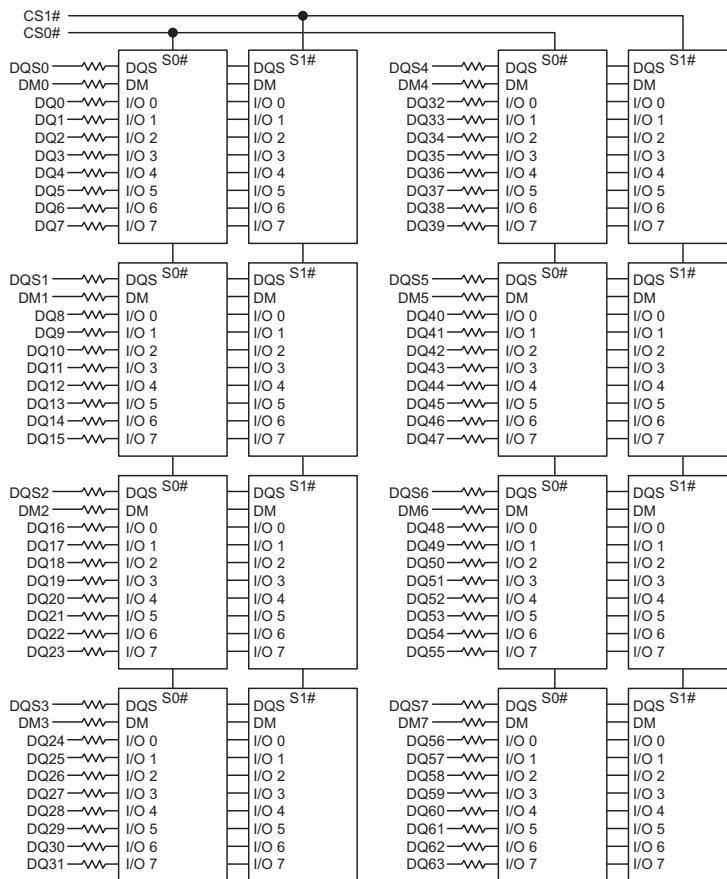 CS1#
CS0#
S0# S1# S0# S1#
DQS0 DQS DQS DQS4 DQS DQS
DM0 DM DM DM4 DM DM
DQ0 I/O 0 I/O 0 DQ32 I/O 0 I/O 0
DQ1 I/O 1 I/O 1 DQ33 I/O 1 I/O 1
DQ2 I/O 2 I/O 2 DQ34 I/O 2 I/O 2
DQ3 I/O 3 I/O 3 DQ35 I/O 3 I/O 3
DQ4 I/O 4 I/O 4 DQ36 I/O 4 I/O 4
DQ5 I/O 5 I/O 5 DQ37 I/O 5 I/O 5
DQ6 I/O 6 I/O 6 DQ38 I/O 6 I/O 6
DQ7 I/O 7 I/O 7 DQ39 I/O 7 I/O 7
S0# S1# S0# S1#
DQS1 DQS DQS DQS5 DQS DQS
DM1 DM DM DM5 DM DM
DQ8 I/O 0 I/O 0 DQ40 I/O 0 I/O 0
DQ9 I/O 1 I/O 1 DQ41 I/O 1 I/O 1
DQ10 I/O 2 I/O 2 DQ42 I/O 2 I/O 2
DQ11 I/O 3 I/O 3 DQ43 I/O 3 I/O 3
DQ12 I/O 4 I/O 4 DQ44 I/O 4 I/O 4
DQ13 I/O 5 I/O 5 DQ45 I/O 5 I/O 5
DQ14 I/O 6 I/O 6 DQ46 I/O 6 I/O 6
DQ15 I/O 7 I/O 7 DQ47 I/O 7 I/O 7
S0# S1# S0# S1#
DQS2 DQS DQS DQS6 DQS DQS
DM2 DM DM DM6 DM DM
DQ16 I/O 0 I/O 0 DQ48 I/O 0 I/O 0
DQ17 I/O 1 I/O 1 DQ49 I/O 1 I/O 1
DQ18 I/O 2 I/O 2 DQ50 I/O 2 I/O 2
DQ19 I/O 3 I/O 3 DQ51 I/O 3 I/O 3
DQ20 I/O 4 I/O 4 DQ52 I/O 4 I/O 4
DQ21 I/O 5 I/O 5 DQ53 I/O 5 I/O 5
DQ22 I/O 6 I/O 6 DQ54 I/O 6 I/O 6
DQ23 I/O 7 I/O 7 DQ55 I/O 7 I/O 7
S0# S1# S0# S1#
DQS3 DQS DQS DQS7 DQS DQS
DM3 DM DM DM7 DM DM
DQ24 I/O 0 I/O 0 DQ56 I/O 0 I/O 0
DQ25 I/O 1 I/O 1 DQ57 I/O 1 I/O 1
DQ26 I/O 2 I/O 2 DQ58 I/O 2 I/O 2
DQ27 I/O 3 I/O 3 DQ59 I/O 3 I/O 3
DQ28 I/O 4 I/O 4 DQ60 I/O 4 I/O 4
DQ29 I/O 5 I/O 5 DQ61 I/O 5 I/O 5
DQ30 I/O 6 I/O 6 DQ62 I/O 6 I/O 6
DQ31 I/O 7 I/O 7 DQ63 I/O 7 I/O 7